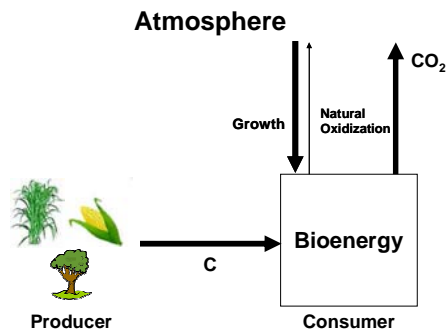 Atmosphere
CO₂
Growth
Natural
Oxidization
Bioenergy
C
Producer
Consumer